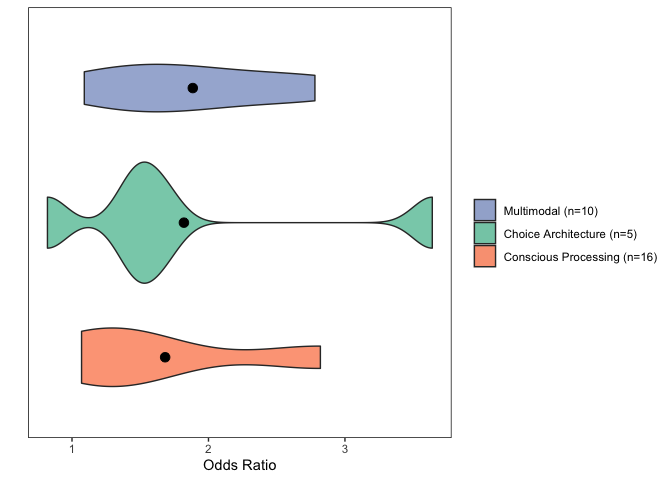 Multimodal (n=10)
Choice Architecture (n=5)
Conscious Processing (n=16)
1 2 3
Odds Ratio